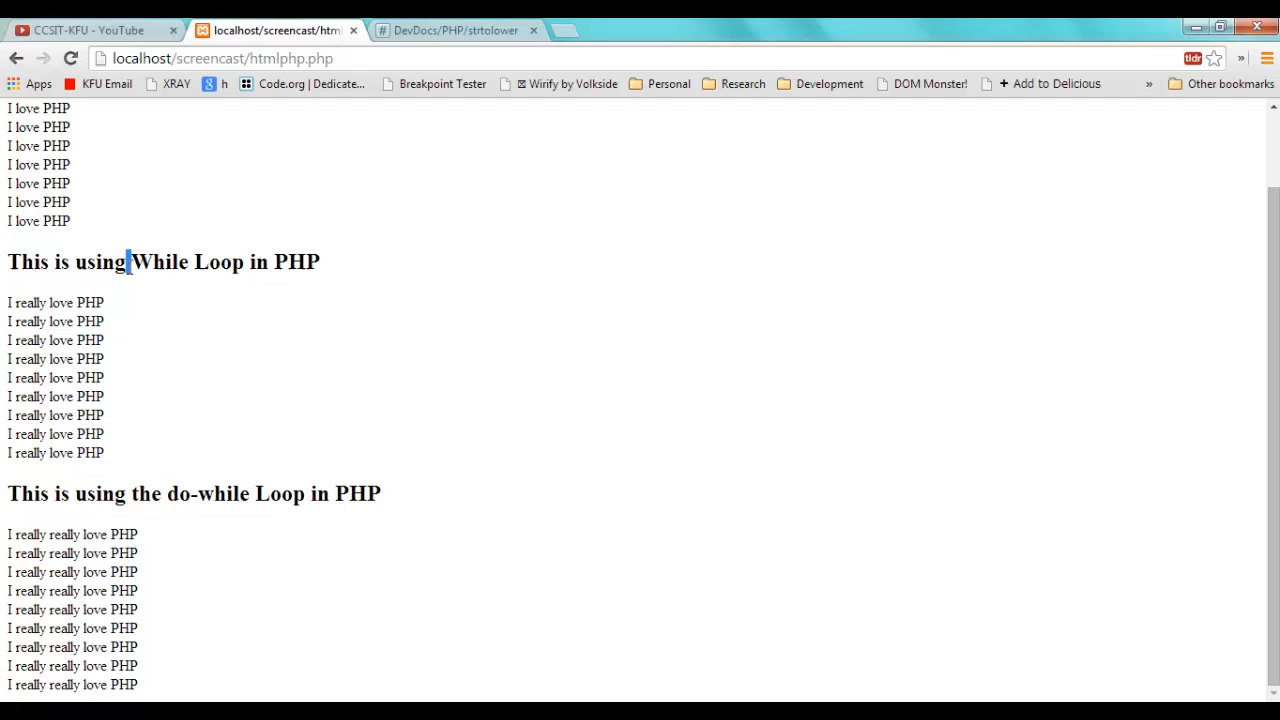 CCSIT-KFU - YouTube
localhost/screencast/html
DevDocs/PHP/strtolower
localhost/screencast/htmlphp.php
tldr
»
Apps
KFU Email
XRAY
h
Code.org | Dedicate...
Breakpoint Tester
Wirify by Volkside
Personal
Research
Development
DOM Monster!
+ Add to Delicious
»
Other bookmarks
I love PHP
I love PHP
I love PHP
I love PHP
I love PHP
I love PHP
I love PHP
This is using While Loop in PHP
I really love PHP
I really love PHP
I really love PHP
I really love PHP
I really love PHP
I really love PHP
I really love PHP
I really love PHP
I really love PHP
This is using the do-while Loop in PHP
I really really love PHP
I really really love PHP
I really really love PHP
I really really love PHP
I really really love PHP
I really really love PHP
I really really love PHP
I really really love PHP
I really really love PHP